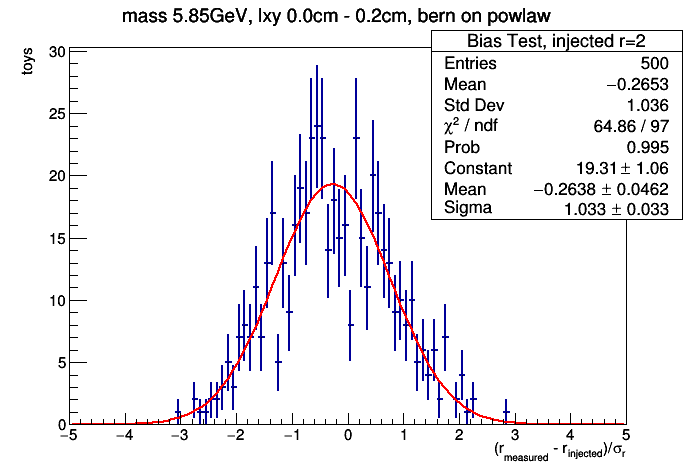 mass 5.85GeV, lxy 0.0cm - 0.2cm, bern on powlaw
Bias Test, injected r=2
Entries 500
Mean −0.2653
Std Dev 1.036
χ² / ndf 64.86 / 97
Prob 0.995
Constant 19.31 ± 1.06
Mean −0.2638 ± 0.0462
Sigma 1.033 ± 0.033
toys
30
25
20
15
10
5
0
−5 −4 −3 −2 −1 0 1 2 3 4 5
(r_measured - r_injected)/σ_r